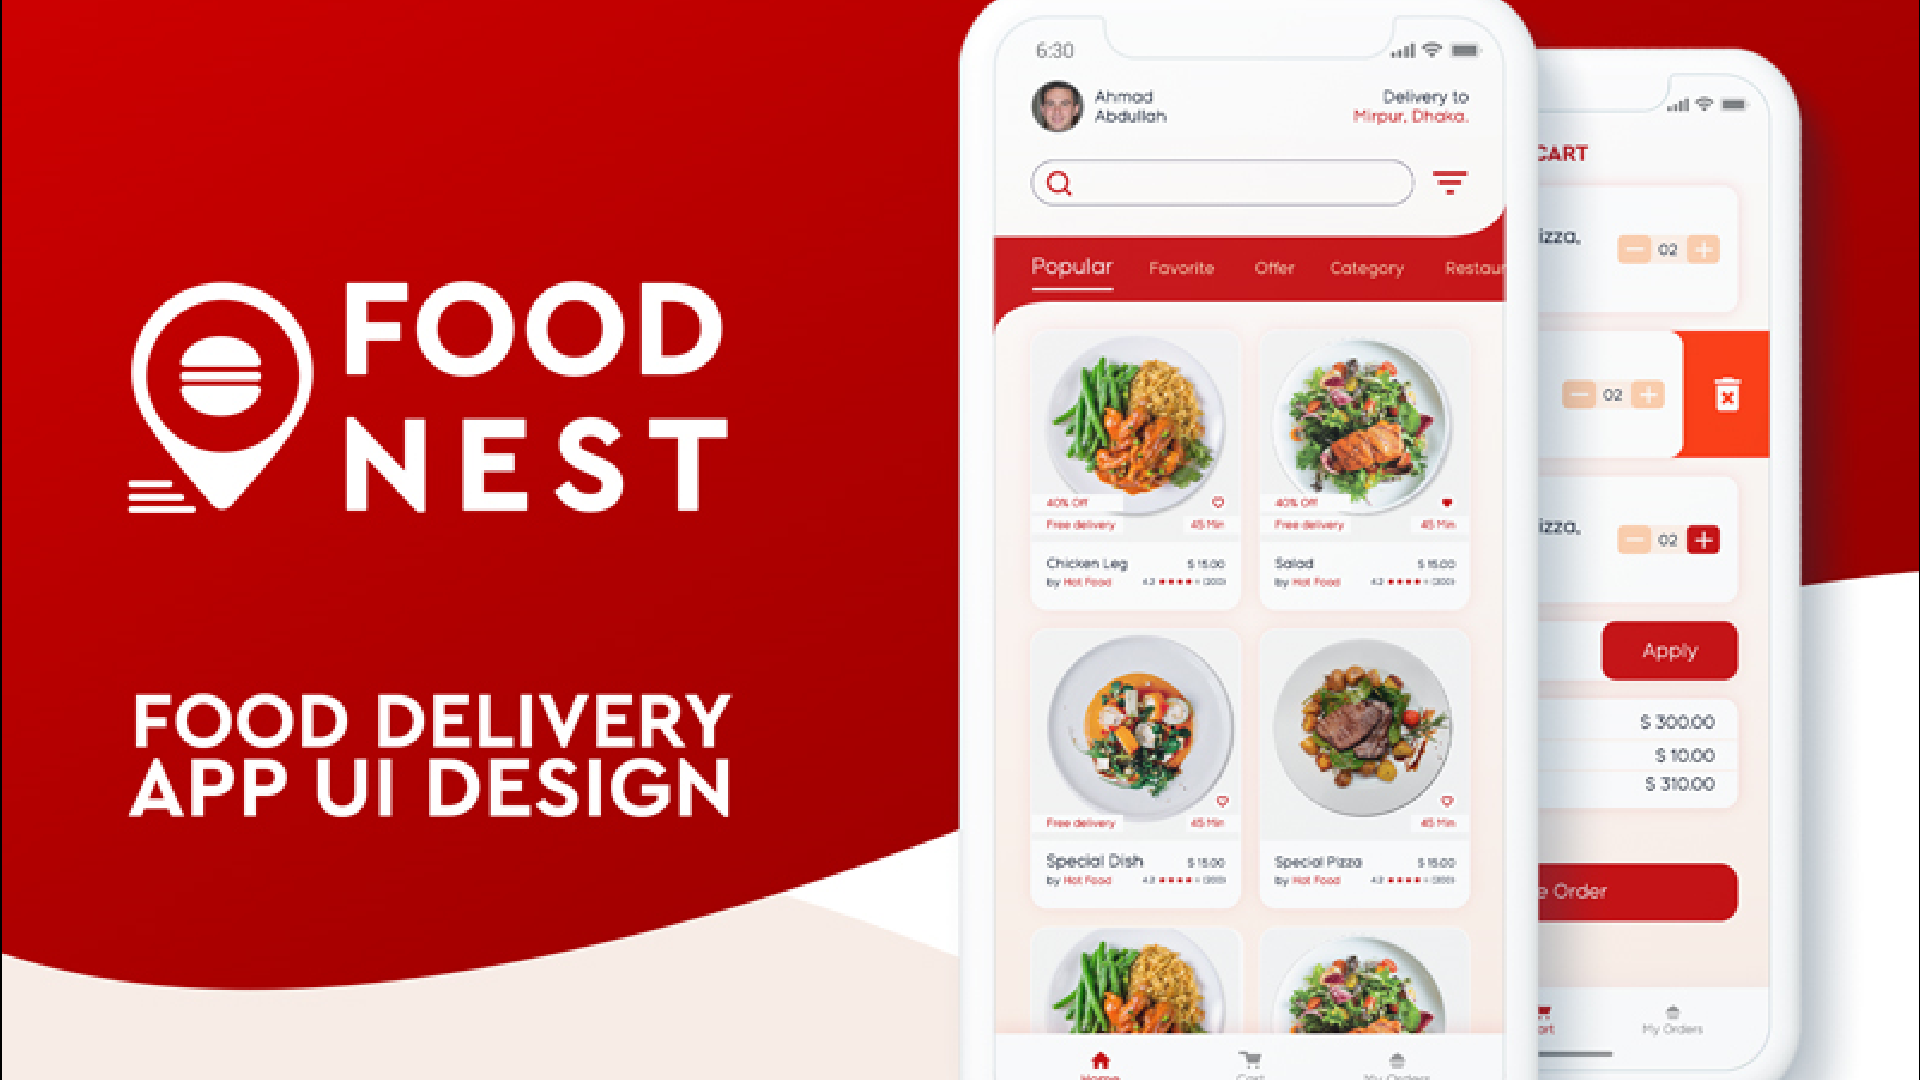 FOOD
NEST
FOOD DELIVERY
APP UI DESIGN
6:30
Ahmad
Abdullah
Delivery to
Mirpur, Dhaka.
Popular Favorite Offer Category Restaur
40% Off
Free delivery 45 Min
Chicken Leg $ 15.00
by Hot Food 4.2 (200)
40% Off
Free delivery 45 Min
Salad $ 15.00
by Hot Food 4.2 (200)
Free delivery 45 Min
Special Dish $ 15.00
by Hot Food 4.2 (200)
45 Min
Special Pizza $ 15.00
by Hot Food 4.2 (200)
Home Cart My Orders
CART
izza, 02
02
izza, 02
Apply
$ 300.00
$ 10.00
$ 310.00
e Order
art My Orders